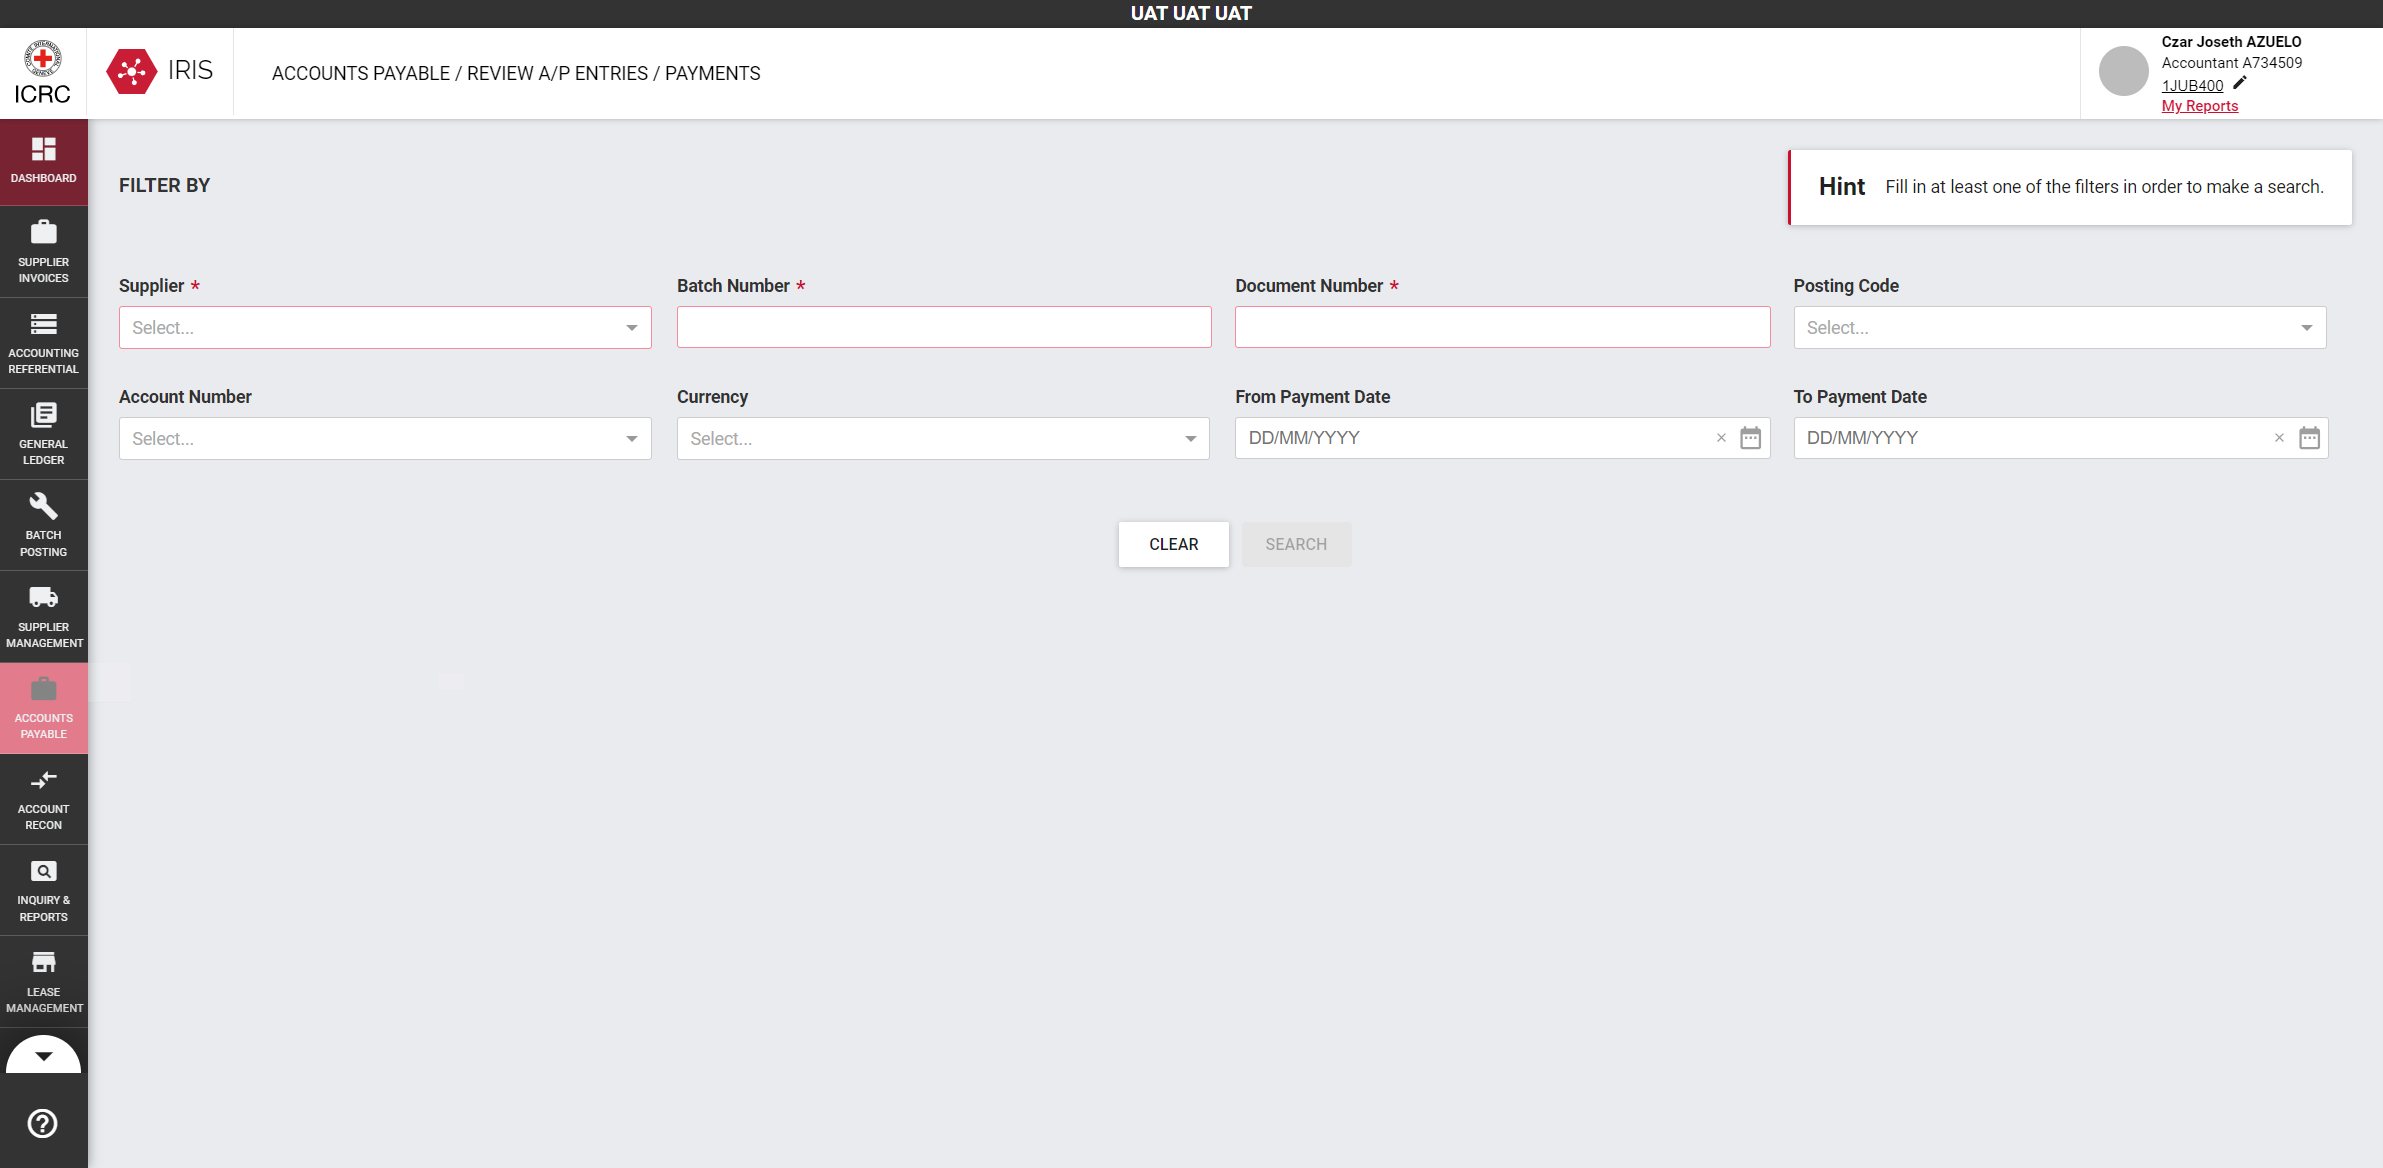 UAT UAT UAT
ICRC
IRIS
ACCOUNTS PAYABLE / REVIEW A/P ENTRIES / PAYMENTS
Czar Joseth AZUELO
Accountant A734509
1JUB400
My Reports
DASHBOARD
SUPPLIER
INVOICES
ACCOUNTING
REFERENTIAL
GENERAL
LEDGER
BATCH
POSTING
SUPPLIER
MANAGEMENT
ACCOUNTS
PAYABLE
ACCOUNT
RECON
INQUIRY &
REPORTS
LEASE
MANAGEMENT
FILTER BY
Hint Fill in at least one of the filters in order to make a search.
Supplier *
Select...
Batch Number *
Document Number *
Posting Code
Select...
Account Number
Select...
Currency
Select...
From Payment Date
DD/MM/YYYY
To Payment Date
DD/MM/YYYY
CLEAR
SEARCH